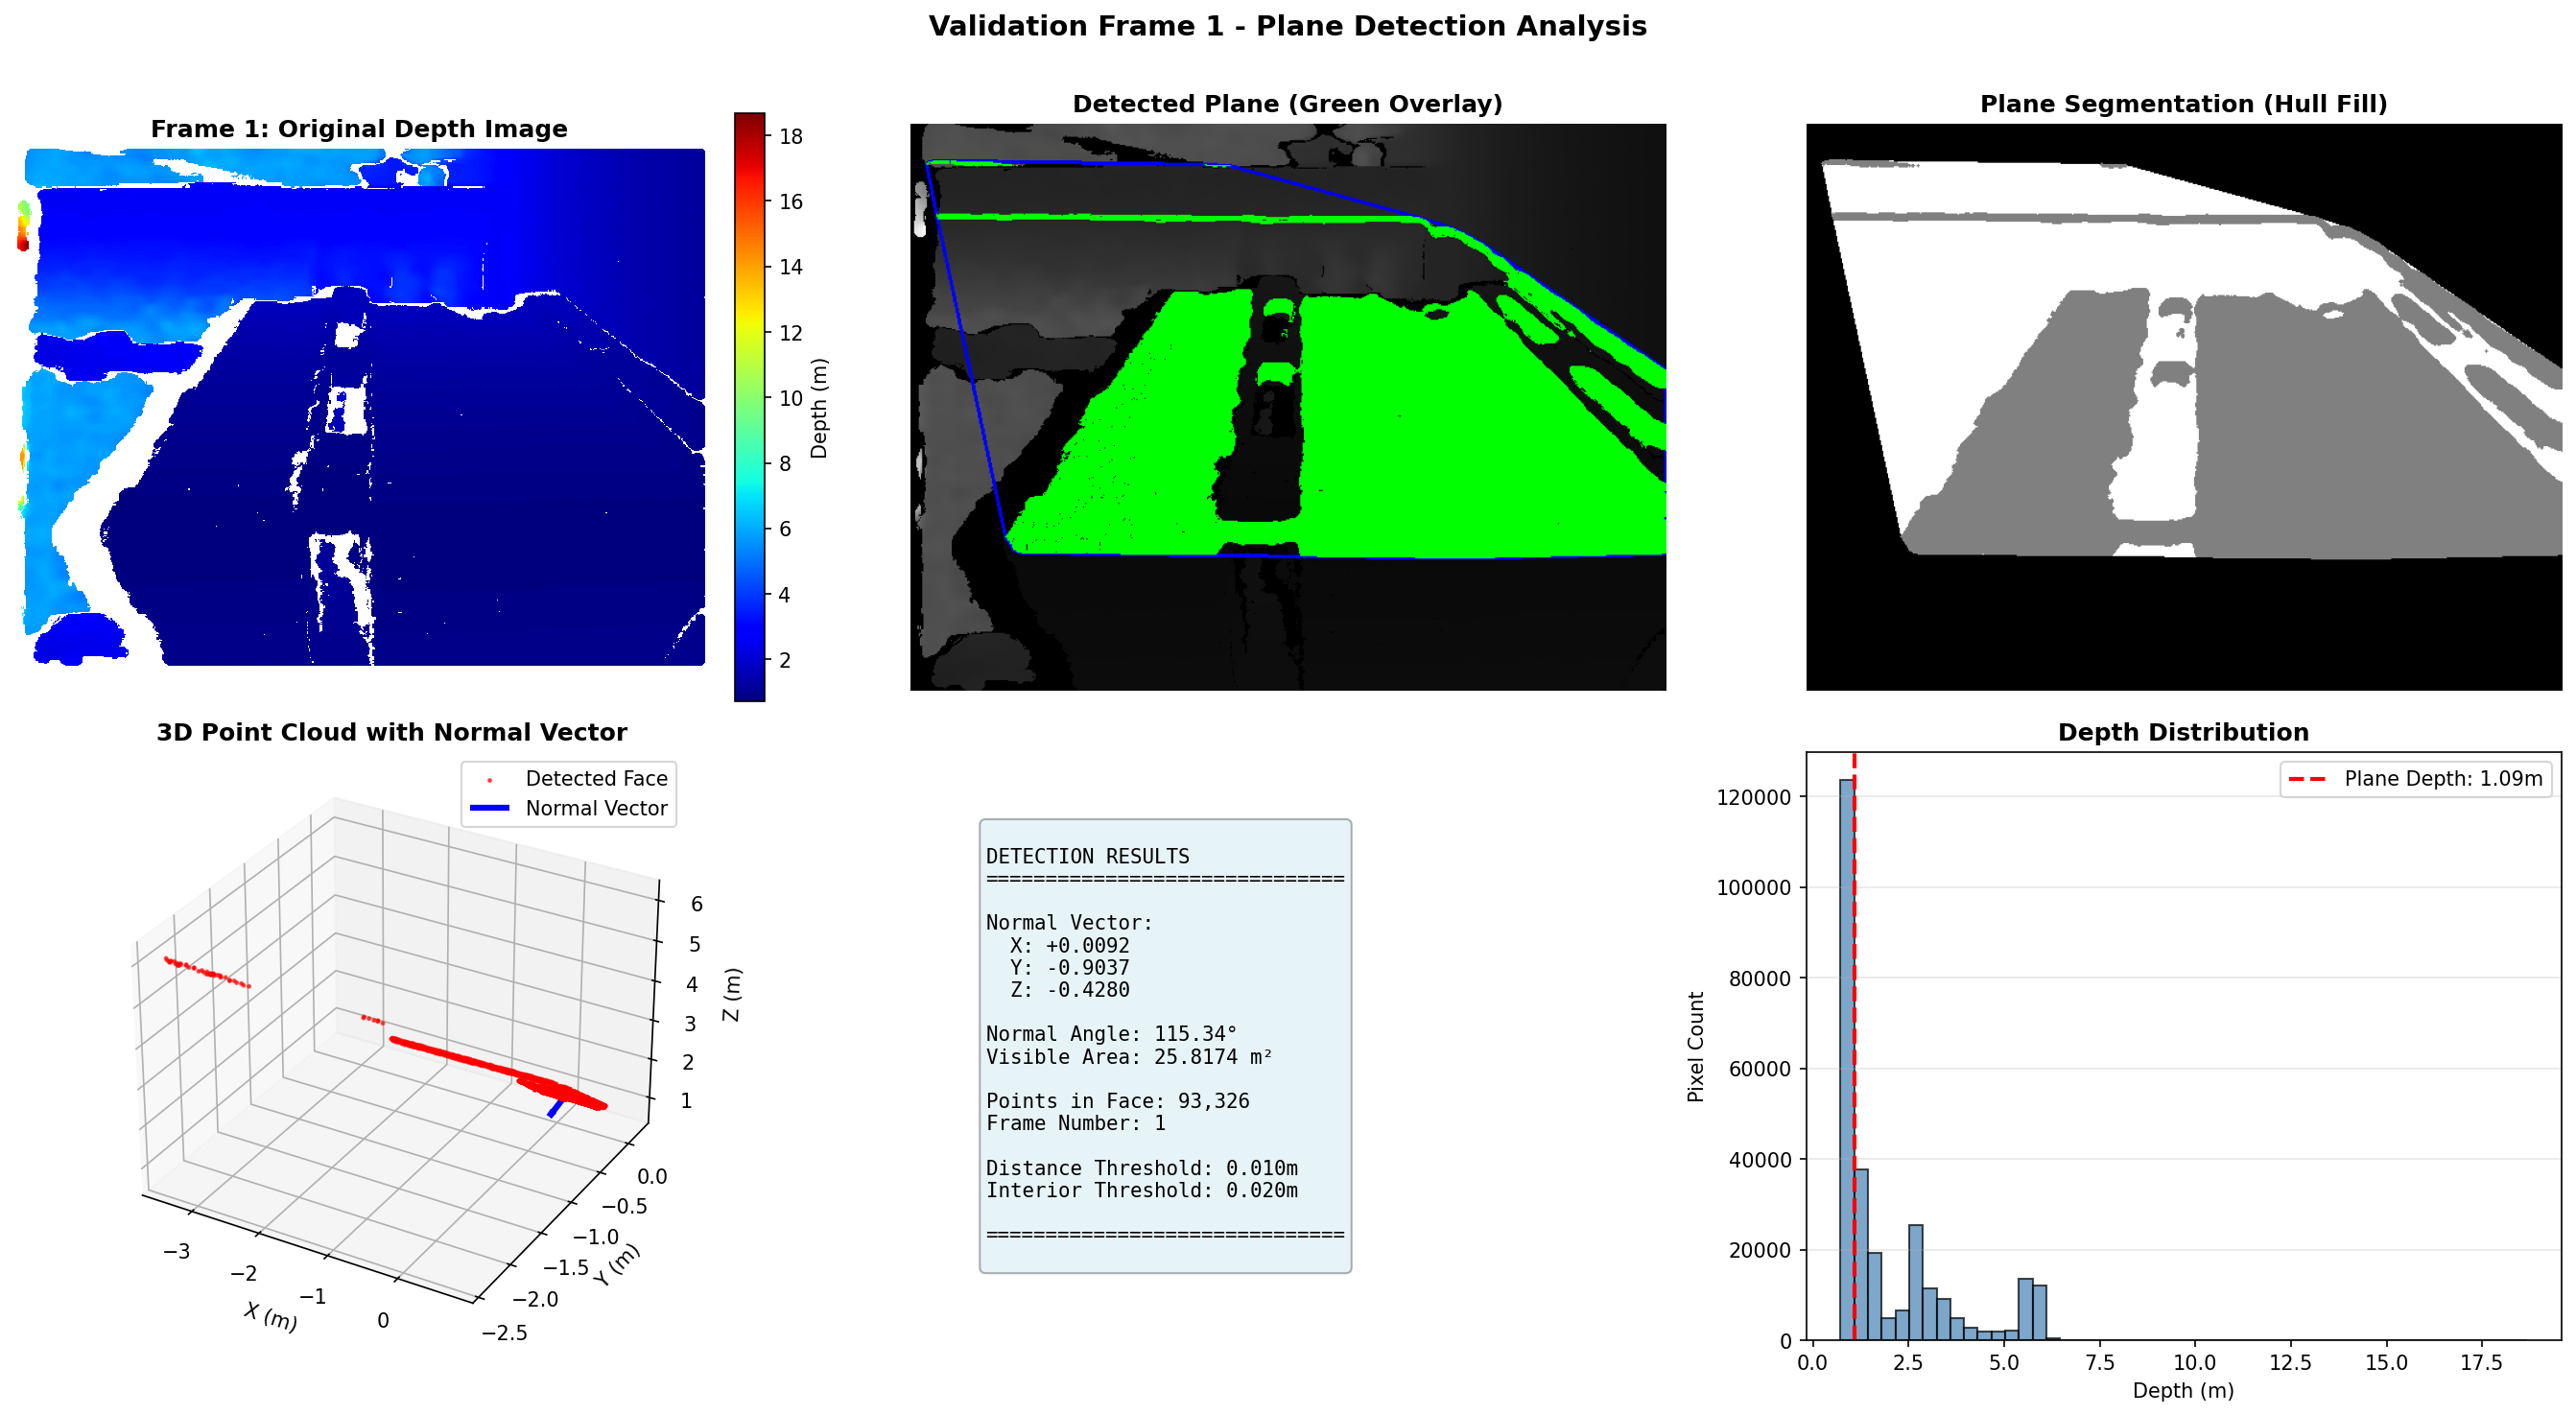 Validation Frame 1 - Plane Detection Analysis
Frame 1: Original Depth Image
18
16
14
12
10
8
6
4
2
Depth (m)
Detected Plane (Green Overlay)
Plane Segmentation (Hull Fill)
3D Point Cloud with Normal Vector
Detected Face
Normal Vector
6
5
4
3
2
1
Z (m)
0.0
−0.5
−1.0
−1.5
−2.0
−2.5
Y (m)
−3
−2
−1
0
X (m)
DETECTION RESULTS
==============================
Normal Vector:
X: +0.0092
Y: -0.9037
Z: -0.4280
Normal Angle: 115.34°
Visible Area: 25.8174 m²
Points in Face: 93,326
Frame Number: 1
Distance Threshold: 0.010m
Interior Threshold: 0.020m
==============================
Depth Distribution
Plane Depth: 1.09m
120000
100000
80000
60000
40000
20000
0
Pixel Count
0.0 2.5 5.0 7.5 10.0 12.5 15.0 17.5
Depth (m)